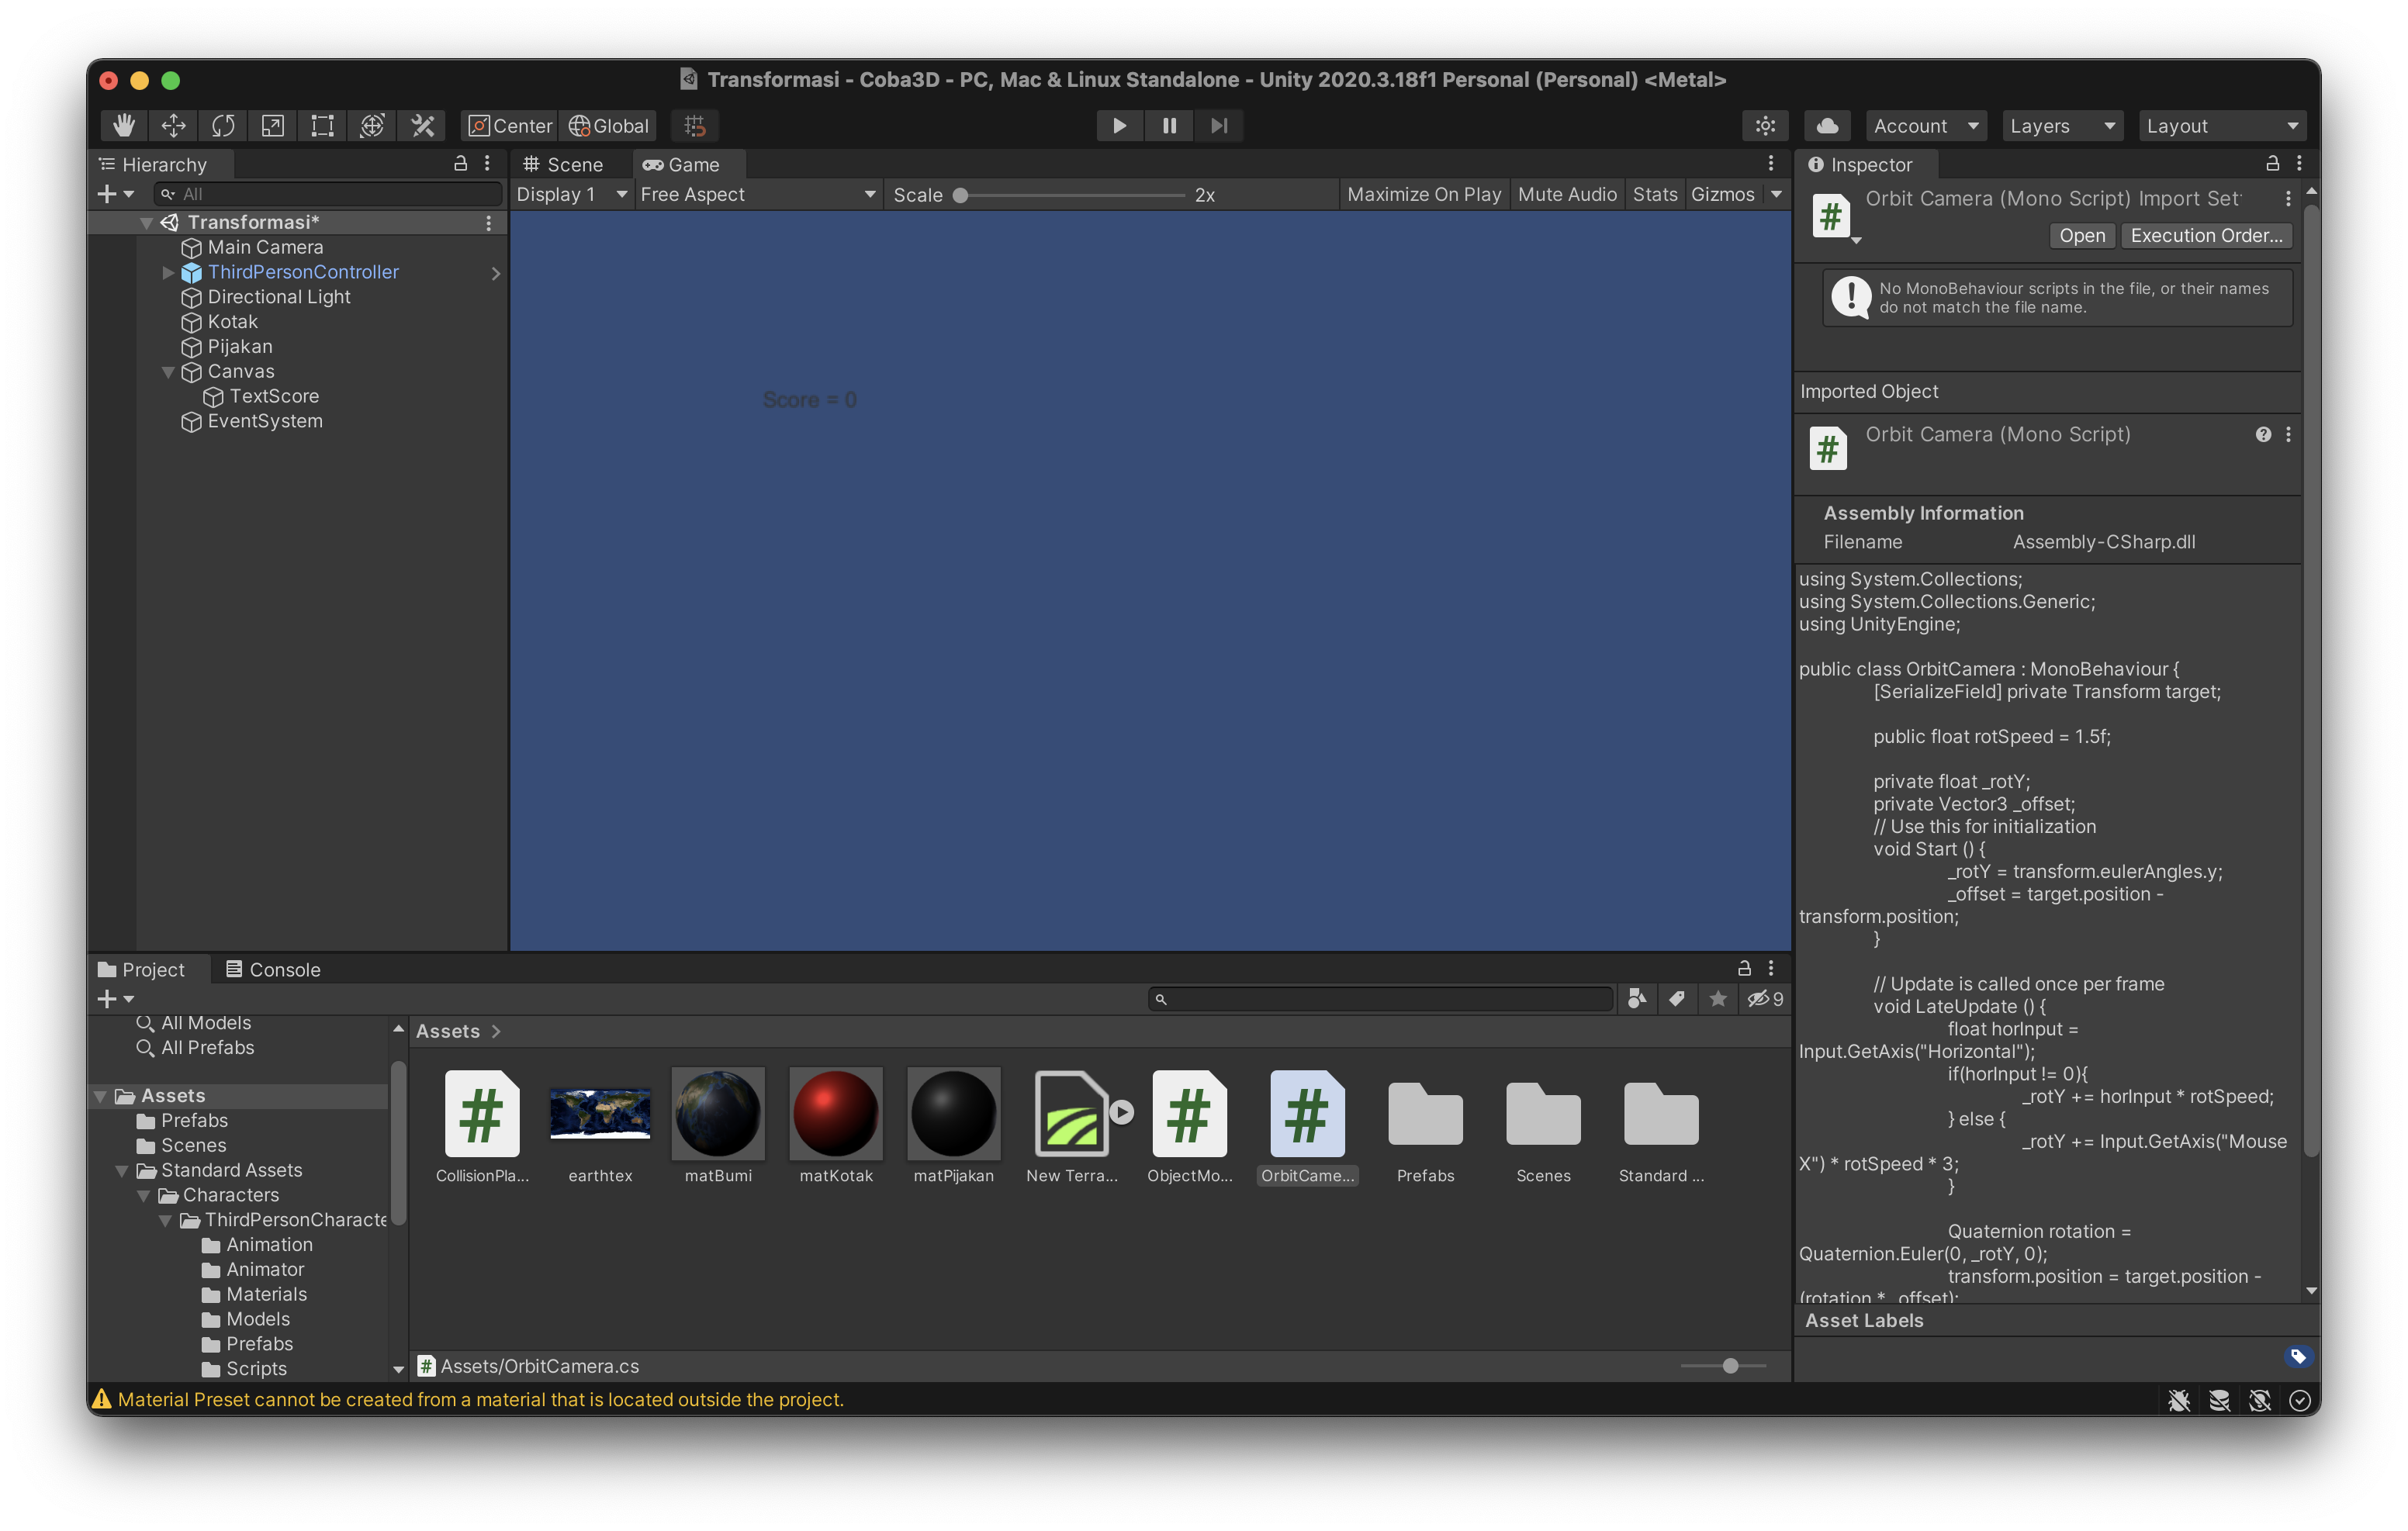 Transformasi - Coba3D - PC, Mac & Linux Standalone - Unity 2020.3.18f1 Personal (Personal) <Metal>
Center Global
Account Layers Layout
Hierarchy
All
Transformasi*
Main Camera
ThirdPersonController
Directional Light
Kotak
Pijakan
Canvas
TextScore
EventSystem
Scene Game
Display 1 Free Aspect Scale 2x Maximize On Play Mute Audio Stats Gizmos
Score = 0
Inspector
Orbit Camera (Mono Script) Import Set
Open Execution Order...
No MonoBehaviour scripts in the file, or their names
do not match the file name.
Imported Object
Orbit Camera (Mono Script)
Assembly Information
Filename Assembly-CSharp.dll
using System.Collections;
using System.Collections.Generic;
using UnityEngine;
public class OrbitCamera : MonoBehaviour {
[SerializeField] private Transform target;
public float rotSpeed = 1.5f;
private float _rotY;
private Vector3 _offset;
// Use this for initialization
void Start () {
_rotY = transform.eulerAngles.y;
_offset = target.position -
transform.position;
}
// Update is called once per frame
void LateUpdate () {
float horInput =
Input.GetAxis("Horizontal");
if(horInput != 0){
_rotY += horInput * rotSpeed;
} else {
_rotY += Input.GetAxis("Mouse
X") * rotSpeed * 3;
}
Quaternion rotation =
Quaternion.Euler(0, _rotY, 0);
transform.position = target.position -
(rotation * _offset);
Asset Labels
Project Console
9
All Models
All Prefabs
Assets
Prefabs
Scenes
Standard Assets
Characters
ThirdPersonCharacte
Animation
Animator
Materials
Models
Prefabs
Scripts
Assets
CollisionPla... earthtex matBumi matKotak matPijakan New Terra... ObjectMo... OrbitCame... Prefabs Scenes Standard ...
Assets/OrbitCamera.cs
Material Preset cannot be created from a material that is located outside the project.